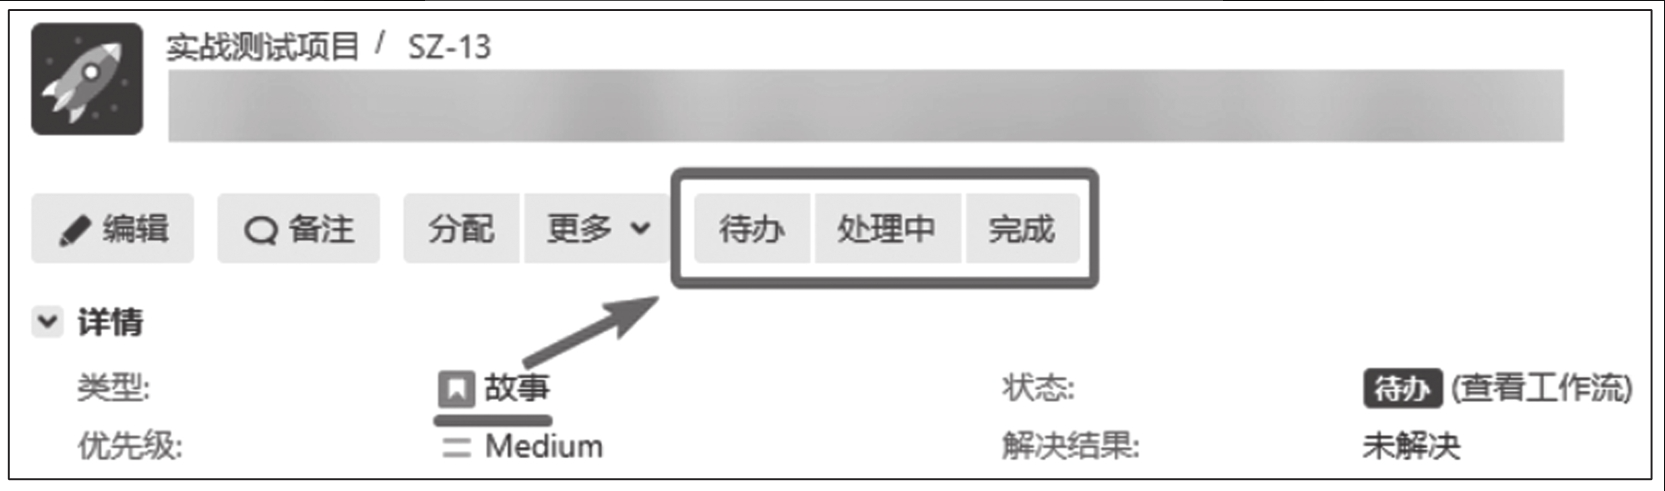 实战测试项目 / SZ-13
编辑 备注 分配 更多 待办 处理中 完成
详情
类型: 故事 状态: 待办 (查看工作流)
优先级: Medium 解决结果: 未解决